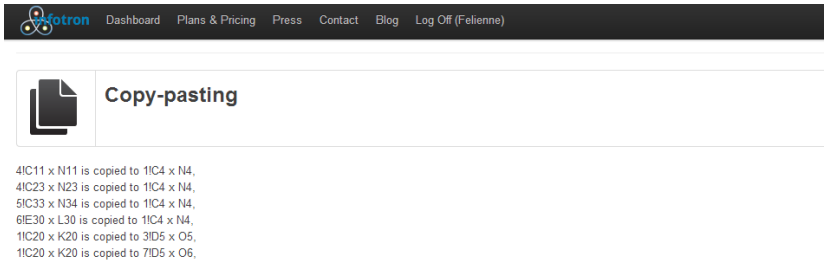 infotron Dashboard Plans & Pricing Press Contact Blog Log Off (Felienne)
Copy-pasting
4!C11 x N11 is copied to 1!C4 x N4,
4!C23 x N23 is copied to 1!C4 x N4,
5!C33 x N34 is copied to 1!C4 x N4,
6!E30 x L30 is copied to 1!C4 x N4,
1!C20 x K20 is copied to 3!D5 x O5,
1!C20 x K20 is copied to 7!D5 x O6,